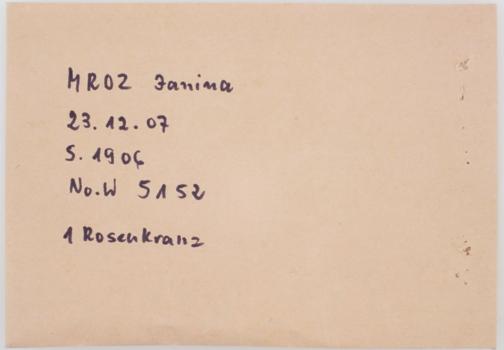 MROZ Janina
23.12.07
S. 1906
No.W 5152
1 Rosenkranz